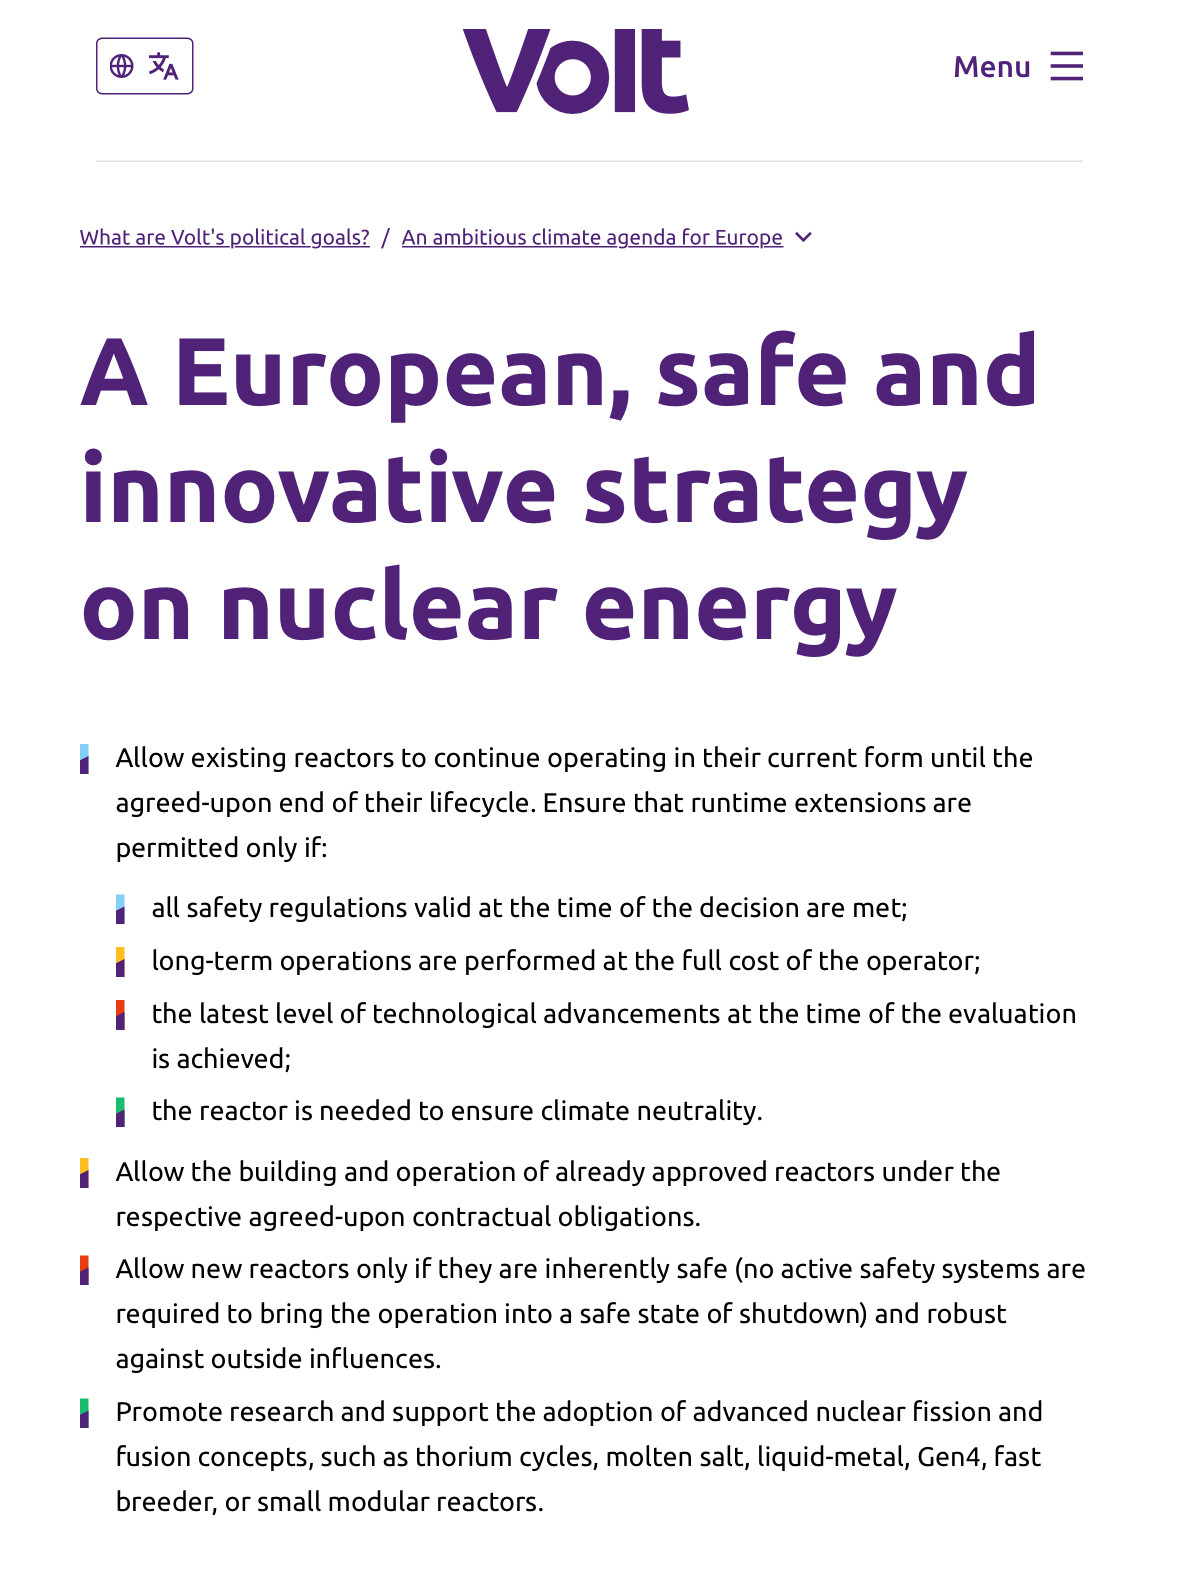 文A
Volt
Menu
What are Volt's political goals? / An ambitious climate agenda for Europe
A European, safe and
innovative strategy
on nuclear energy
Allow existing reactors to continue operating in their current form until the
agreed-upon end of their lifecycle. Ensure that runtime extensions are
permitted only if:
all safety regulations valid at the time of the decision are met;
long-term operations are performed at the full cost of the operator;
the latest level of technological advancements at the time of the evaluation
is achieved;
the reactor is needed to ensure climate neutrality.
Allow the building and operation of already approved reactors under the
respective agreed-upon contractual obligations.
Allow new reactors only if they are inherently safe (no active safety systems are
required to bring the operation into a safe state of shutdown) and robust
against outside influences.
Promote research and support the adoption of advanced nuclear fission and
fusion concepts, such as thorium cycles, molten salt, liquid-metal, Gen4, fast
breeder, or small modular reactors.